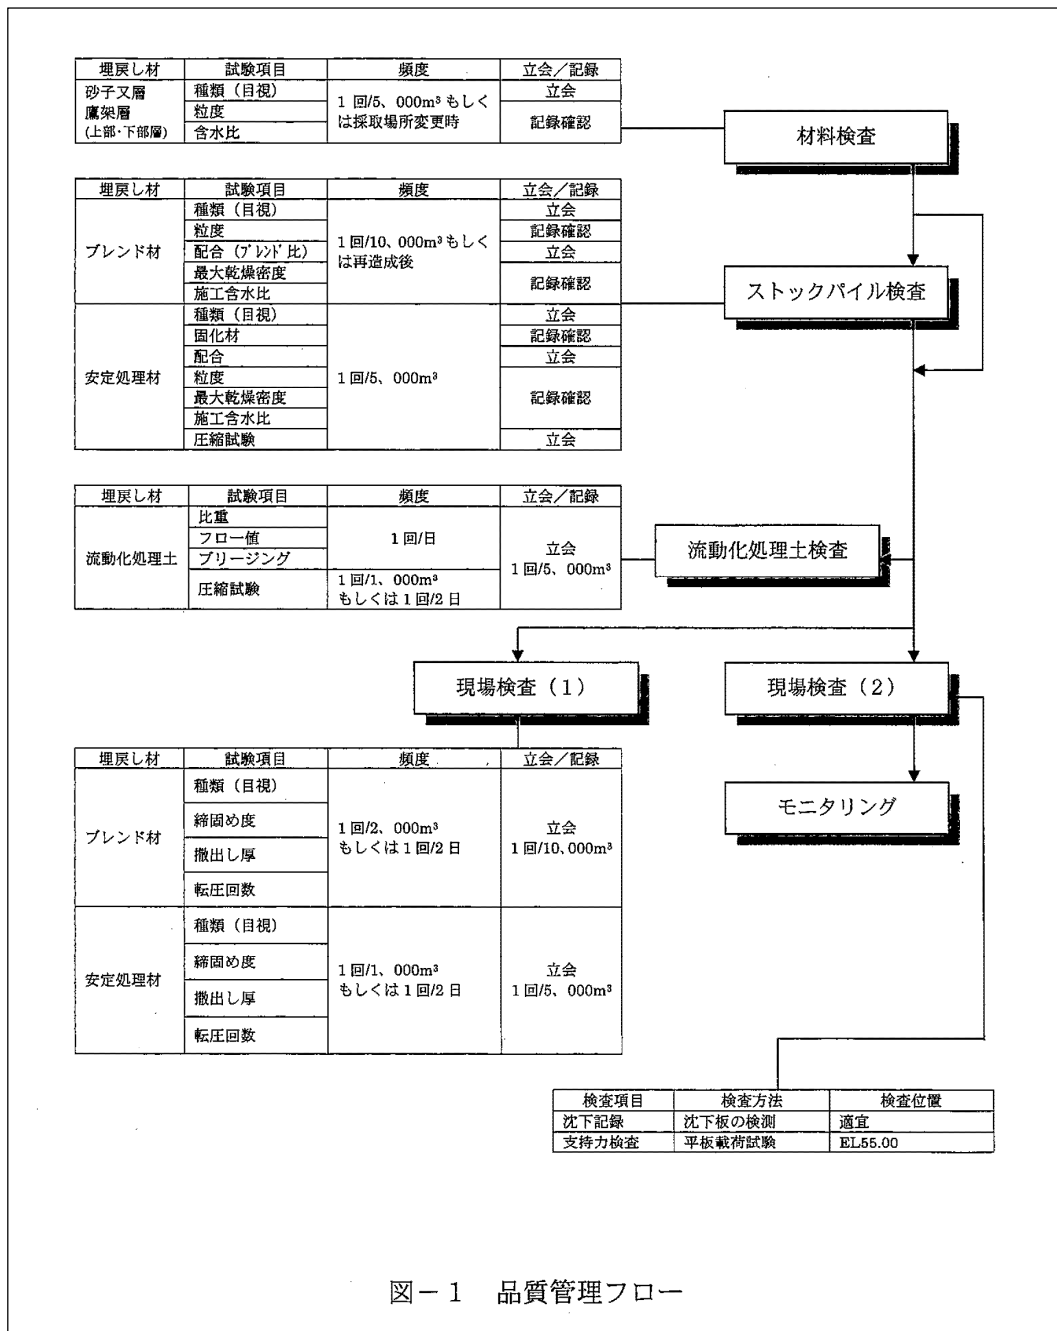 埋戻し材 試験項目 頻度 立会／記録
砂子又層 種類（目視） 1 回/5、000m³ もしく 立会
鷹架層 粒度 は採取場所変更時 記録確認
(上部・下部層) 含水比
材料検査
埋戻し材 試験項目 頻度 立会／記録
ブレンド材 種類（目視） 1 回/10、000m³ もしく 立会
粒度 は再造成後 記録確認
配合（ﾌﾞﾚﾝﾄﾞ比） 立会
最大乾燥密度 記録確認
施工含水比
ストックパイル検査
安定処理材 種類（目視） 1 回/5、000m³ 立会
固化材 記録確認
配合 立会
粒度 記録確認
最大乾燥密度
施工含水比
圧縮試験 立会
埋戻し材 試験項目 頻度 立会／記録
流動化処理土 比重 1 回/日 立会
フロー値 1 回/5、000m³
ブリージング
圧縮試験 1 回/1、000m³
もしくは 1 回/2 日
流動化処理土検査
現場検査（1） 現場検査（2）
埋戻し材 試験項目 頻度 立会／記録
ブレンド材 種類（目視） 1 回/2、000m³ 立会
締固め度 もしくは 1 回/2 日 1 回/10、000m³
撒出し厚
転圧回数
モニタリング
安定処理材 種類（目視） 1 回/1、000m³ 立会
締固め度 もしくは 1 回/2 日 1 回/5、000m³
撒出し厚
転圧回数
検査項目 検査方法 検査位置
沈下記録 沈下板の検測 適宜
支持力検査 平板載荷試験 EL55.00
図－1 品質管理フロー